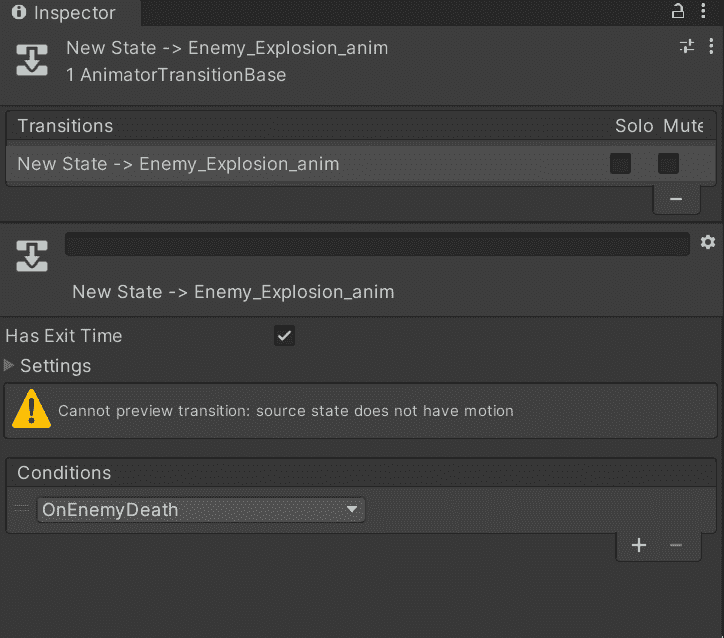 Inspector
New State -> Enemy_Explosion_anim
1 AnimatorTransitionBase
Transitions Solo Mute
New State -> Enemy_Explosion_anim
New State -> Enemy_Explosion_anim
Has Exit Time
Settings
Cannot preview transition: source state does not have motion
Conditions
OnEnemyDeath